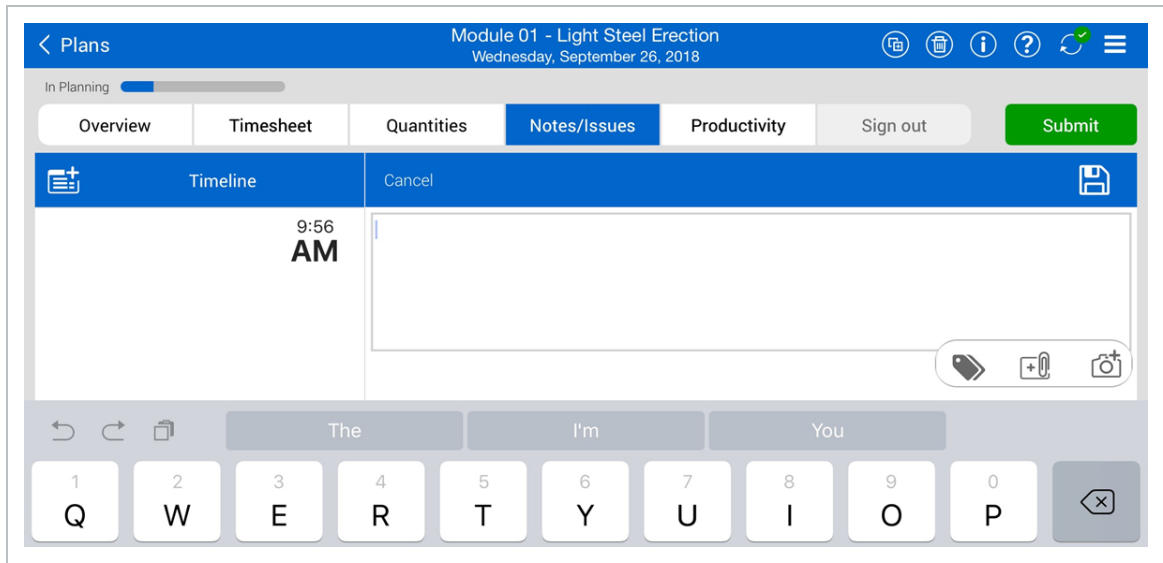 Plans
Module 01 - Light Steel Erection
Wednesday, September 26, 2018
In Planning
Overview Timesheet Quantities Notes/Issues Productivity Sign out Submit
Timeline Cancel
9:56
AM
The I'm You
1 2 3 4 5 6 7 8 9 0
Q W E R T Y U I O P